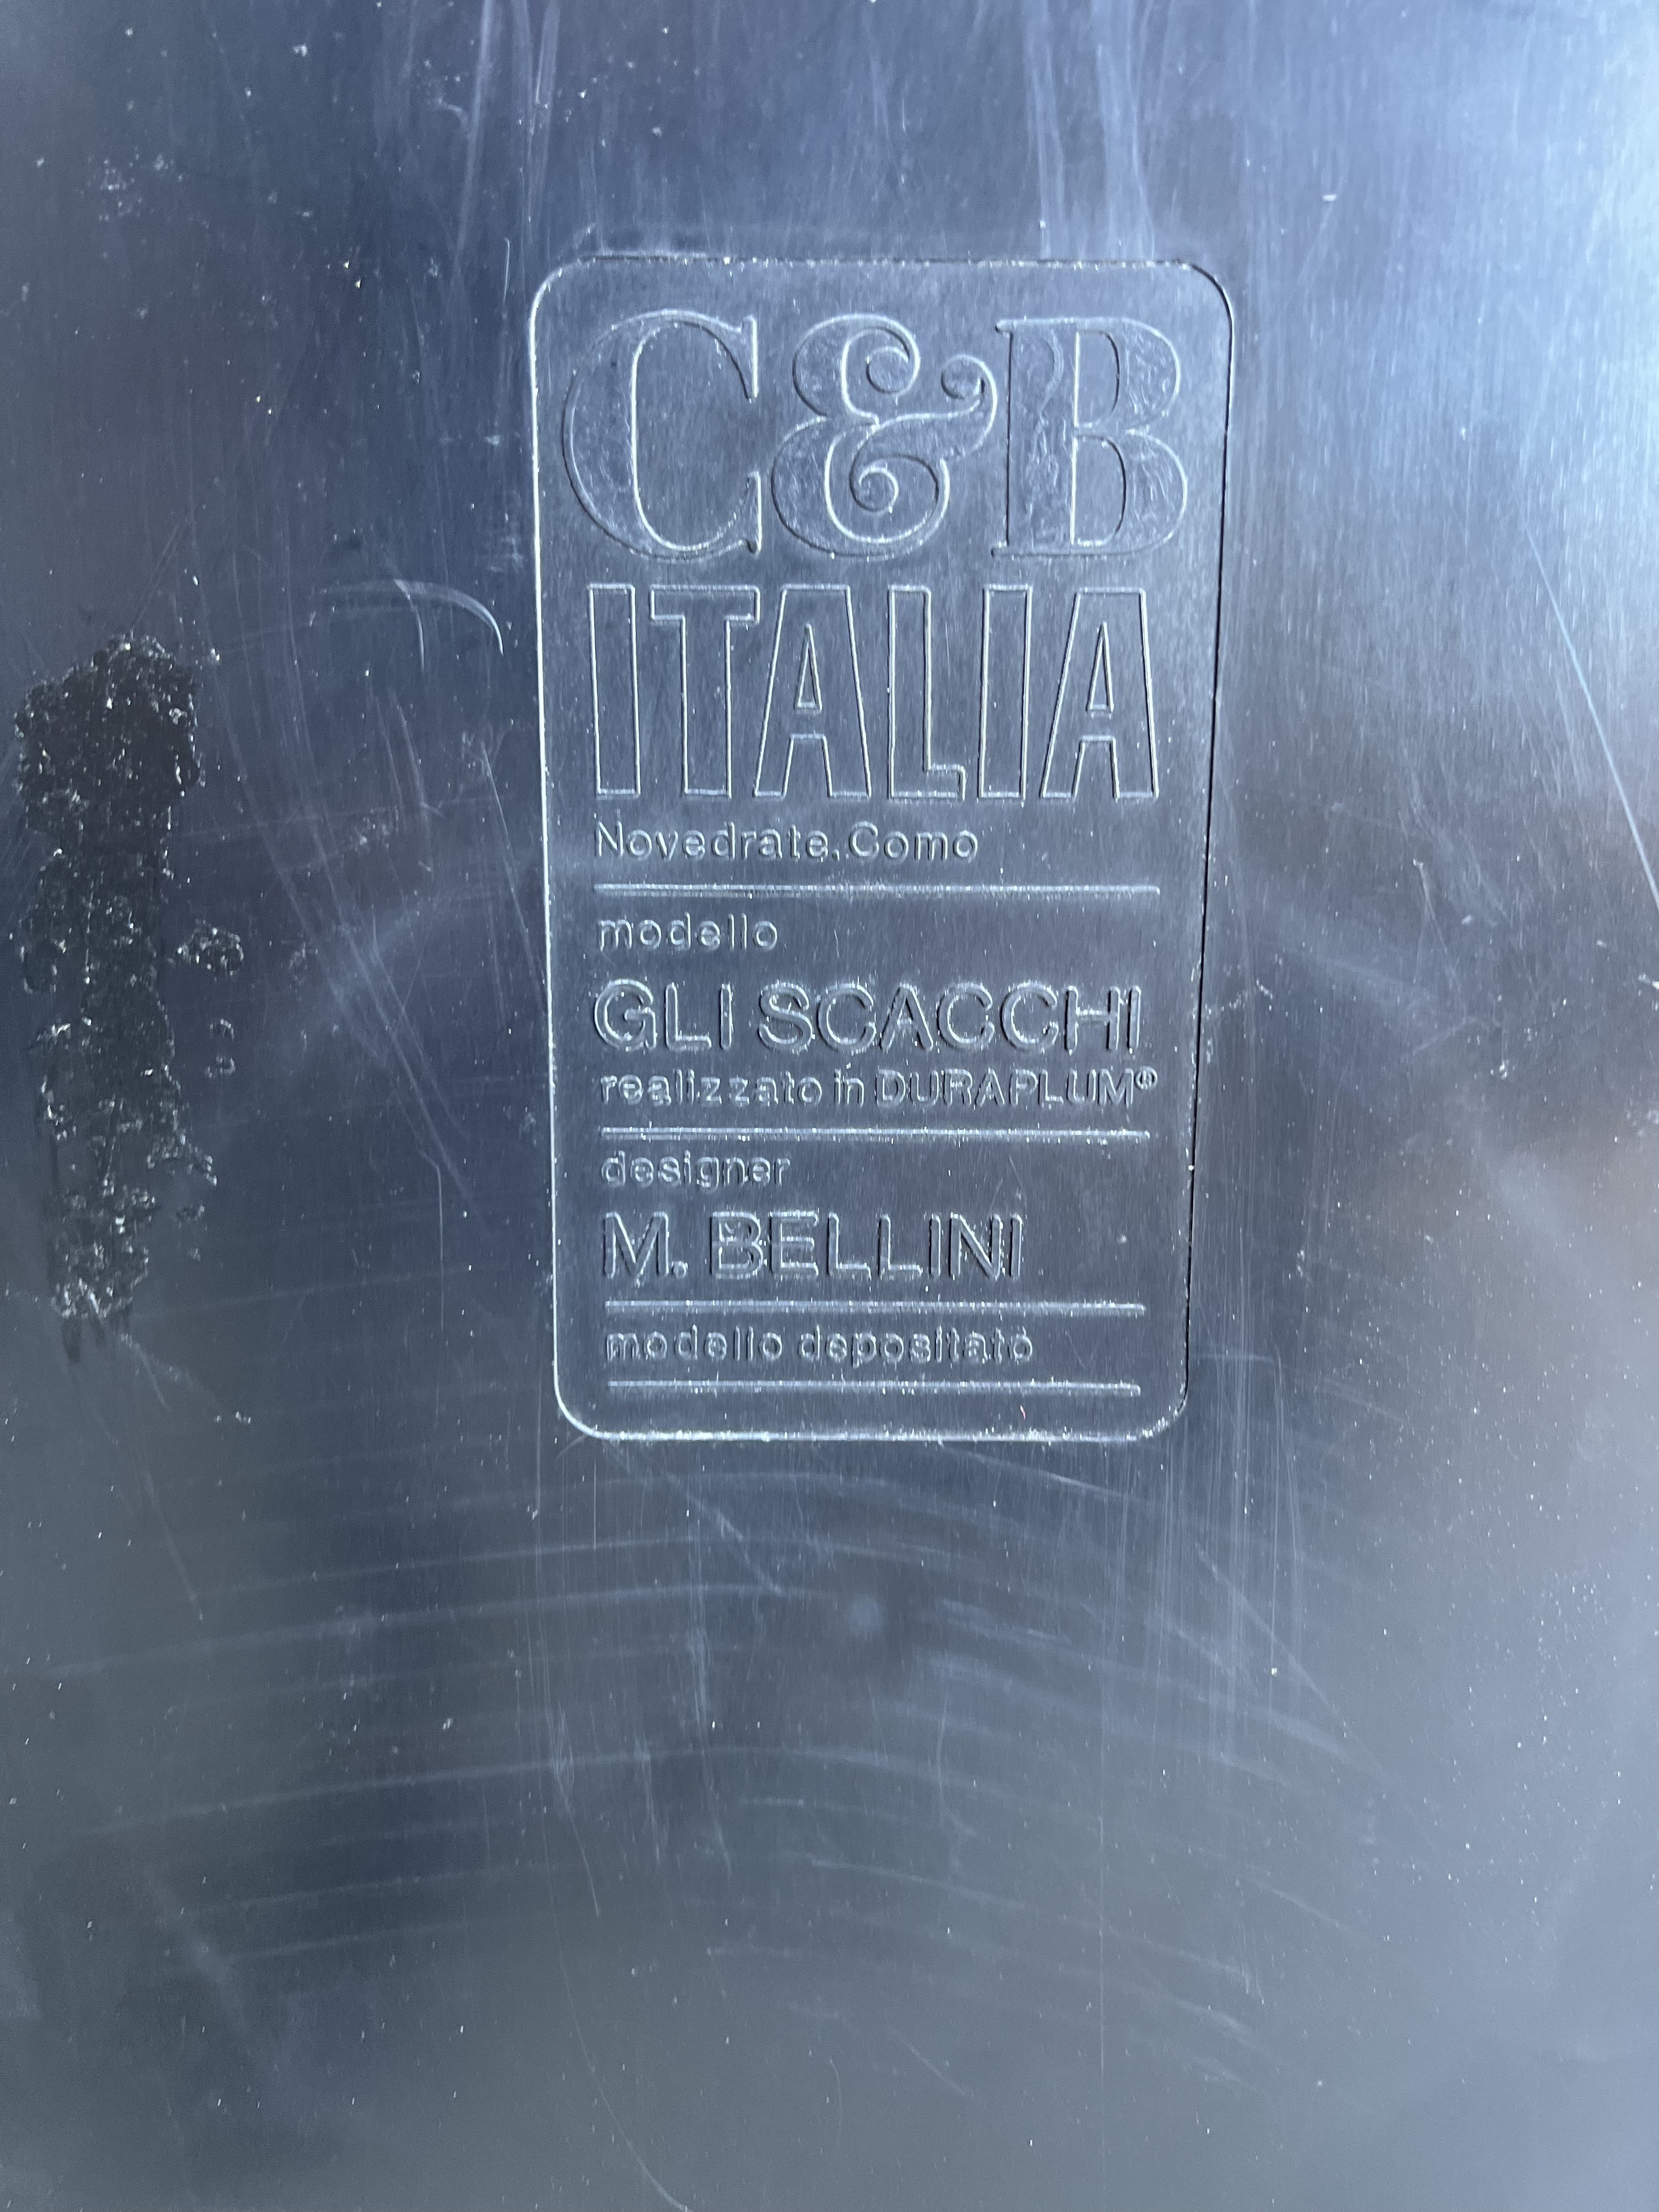 C&B
ITALIA
Novedrate.Como
modello
GLI SCACCHI
realizzato in DURAPLUM®
designer
M. BELLINI
modello depositato